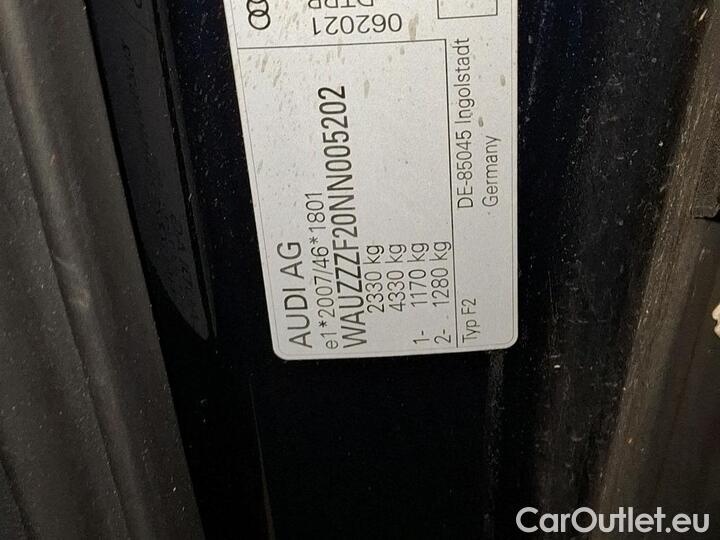 AUDI AG
e1*2007/46*1801
WAUZZZF20NN005202
2330 kg
4330 kg
1- 1170 kg
2- 1280 kg
Typ F2
DE-85045 Ingolstadt
Germany
062021
CarOutlet.eu